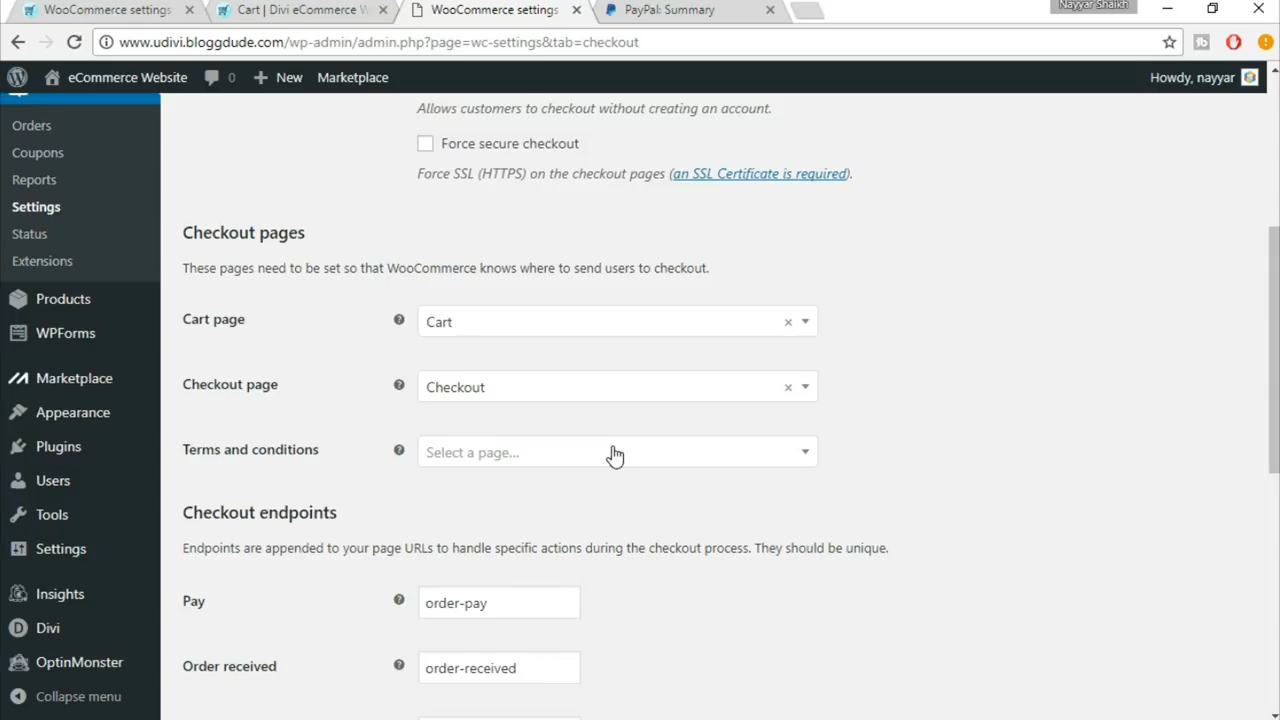 WooCommerce settings
Cart | Divi eCommerce W
WooCommerce settings
PayPal: Summary
Nayyar Shaikh
www.udivi.bloggdude.com/wp-admin/admin.php?page=wc-settings&tab=checkout
eCommerce Website
0
New
Marketplace
Howdy, nayyar
Orders
Coupons
Reports
Settings
Status
Extensions
Products
WPForms
Marketplace
Appearance
Plugins
Users
Tools
Settings
Insights
Divi
OptinMonster
Collapse menu
Allows customers to checkout without creating an account.
Force secure checkout
Force SSL (HTTPS) on the checkout pages (an SSL Certificate is required).
Checkout pages
These pages need to be set so that WooCommerce knows where to send users to checkout.
Cart page
Cart
Checkout page
Checkout
Terms and conditions
Select a page...
Checkout endpoints
Endpoints are appended to your page URLs to handle specific actions during the checkout process. They should be unique.
Pay
order-pay
Order received
order-received